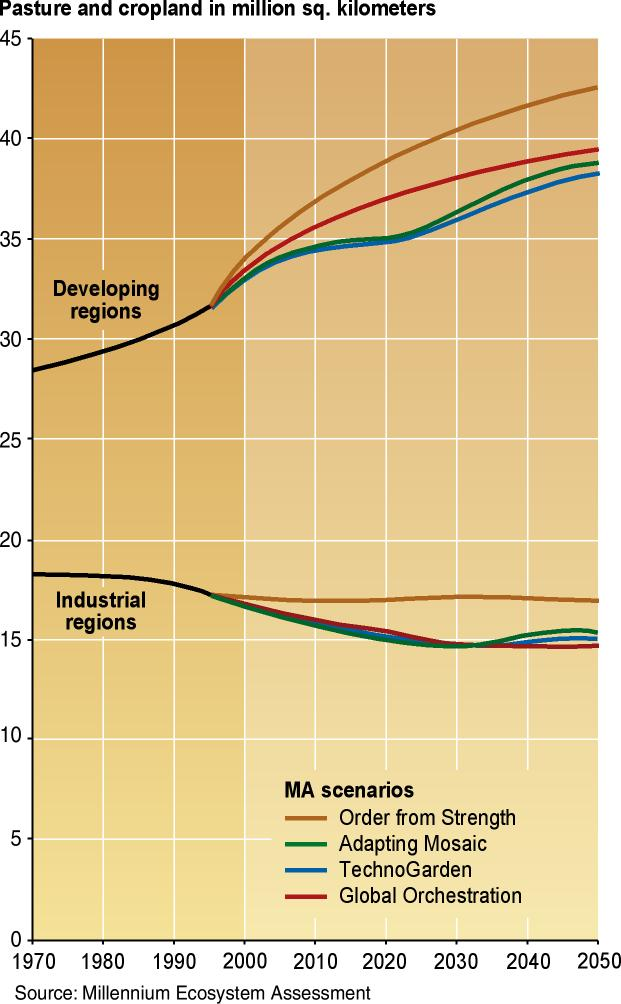 Pasture and cropland in million sq. kilometers
45
40
35
30
25
20
15
10
5
0
Developing
regions
Industrial
regions
MA scenarios
Order from Strength
Adapting Mosaic
TechnoGarden
Global Orchestration
1970 1980 1990 2000 2010 2020 2030 2040 2050
Source: Millennium Ecosystem Assessment